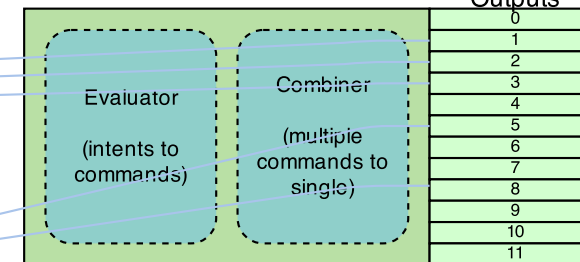 Outputs
0
1
2
3
4
5
6
7
8
9
10
11
Evaluator
(intents to
commands)
Combiner
(multiple
commands to
single)